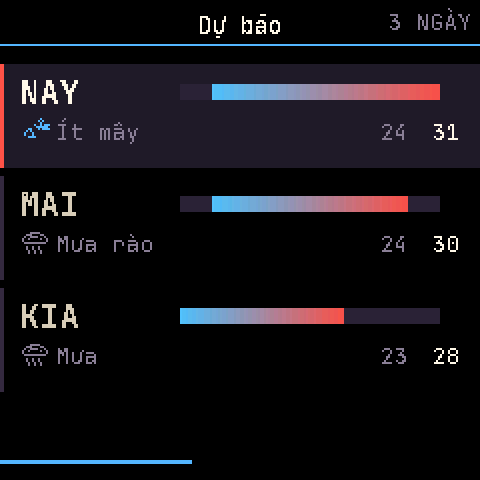 Dự báo
3 NGÀY
NAY
Ít mây
24 31
MAI
Mưa rào
24 30
KIA
Mưa
23 28